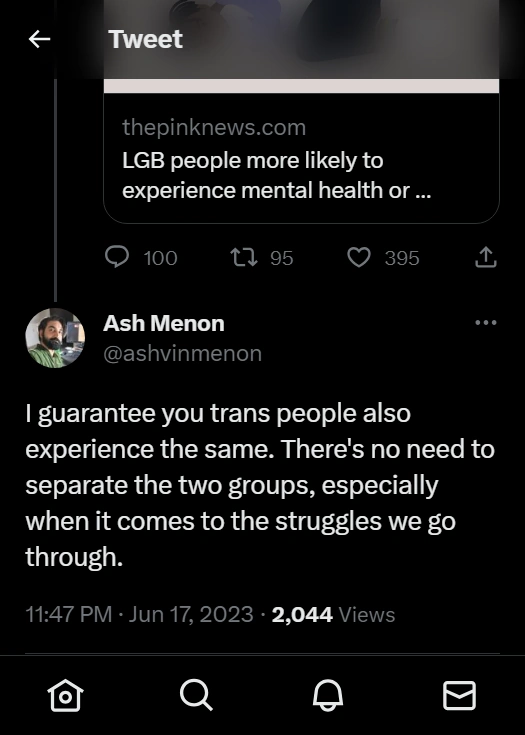 Tweet
thepinknews.com
LGB people more likely to
experience mental health or ...
100 95 395
Ash Menon
@ashvinmenon
I guarantee you trans people also
experience the same. There's no need to
separate the two groups, especially
when it comes to the struggles we go
through.
11:47 PM · Jun 17, 2023 · 2,044 Views